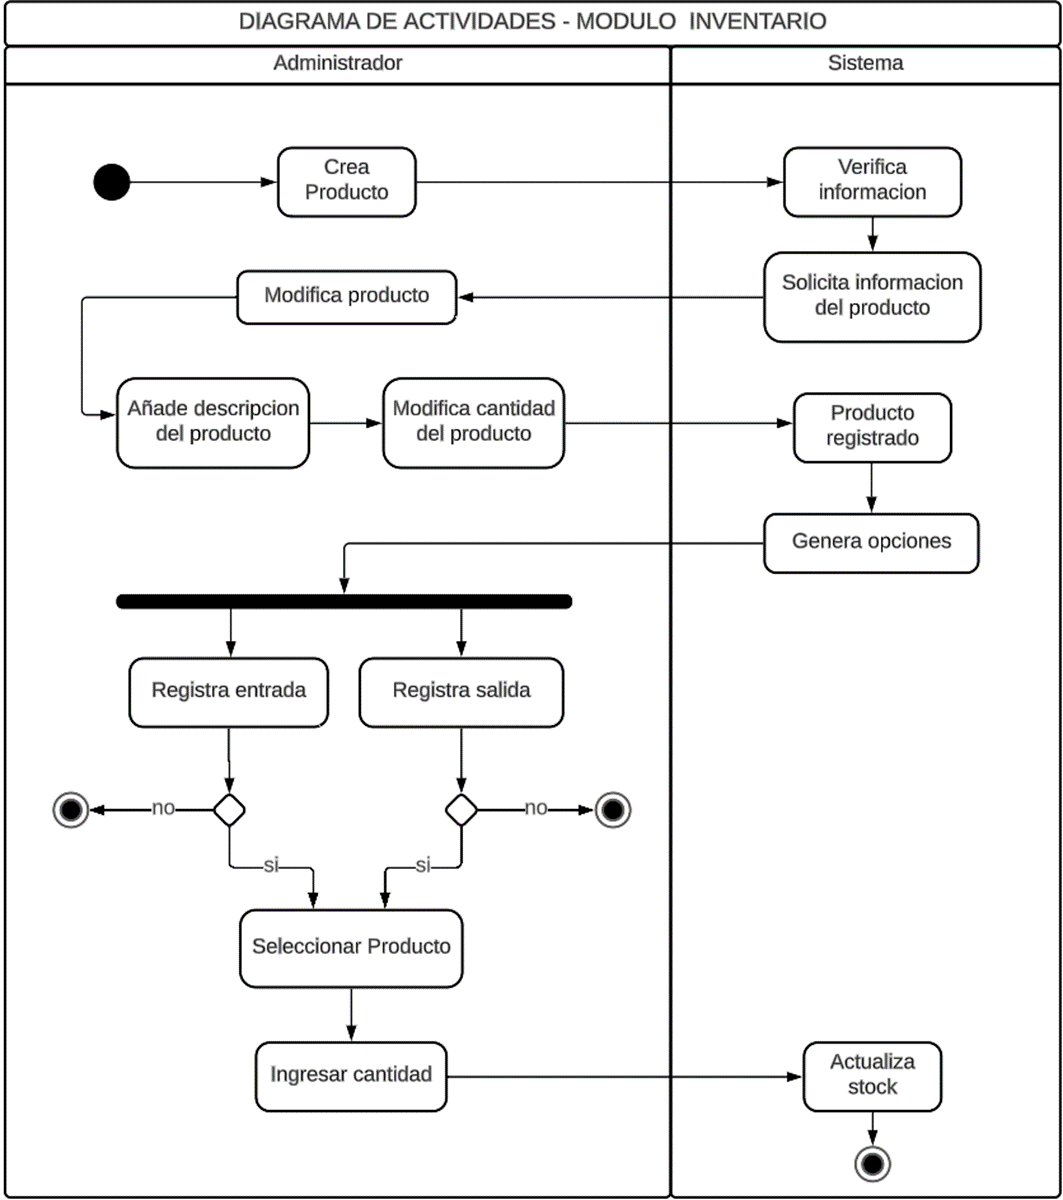 DIAGRAMA DE ACTIVIDADES - MODULO  INVENTARIO
Administrador
Sistema
Crea
Producto
Verifica
informacion
Solicita informacion
del producto
Modifica producto
Añade descripcion
del producto
Modifica cantidad
del producto
Producto
registrado
Genera opciones
Registra entrada
Registra salida
no
no
si
si
Seleccionar Producto
Ingresar cantidad
Actualiza
stock